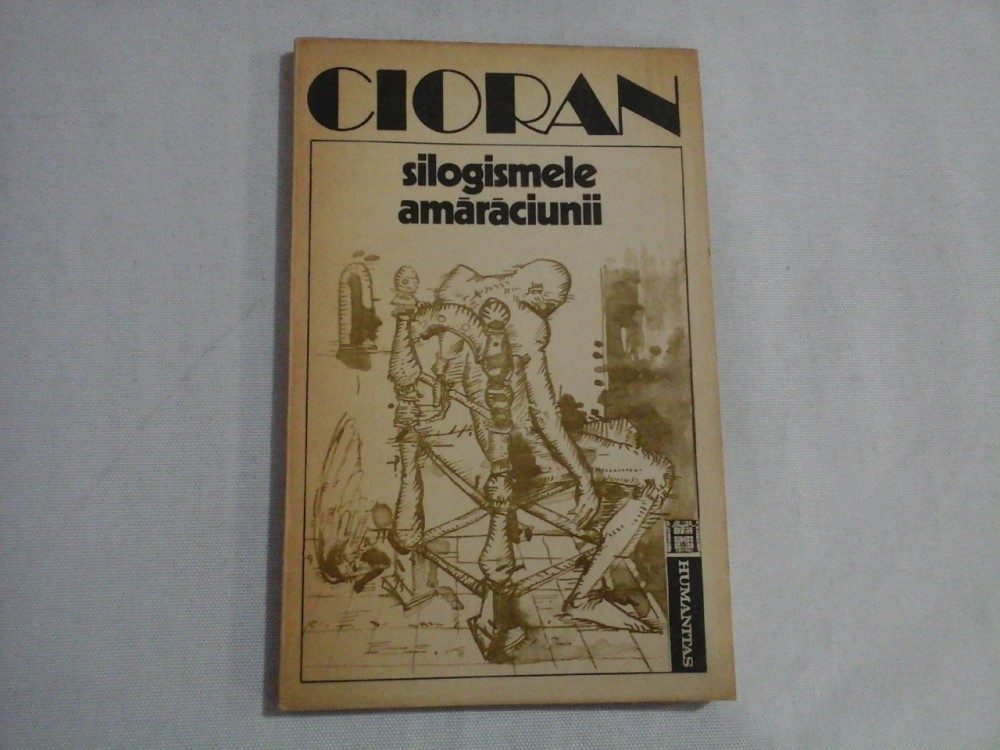 CIORAN
silogismele
amărăciunii
HUMANITAS